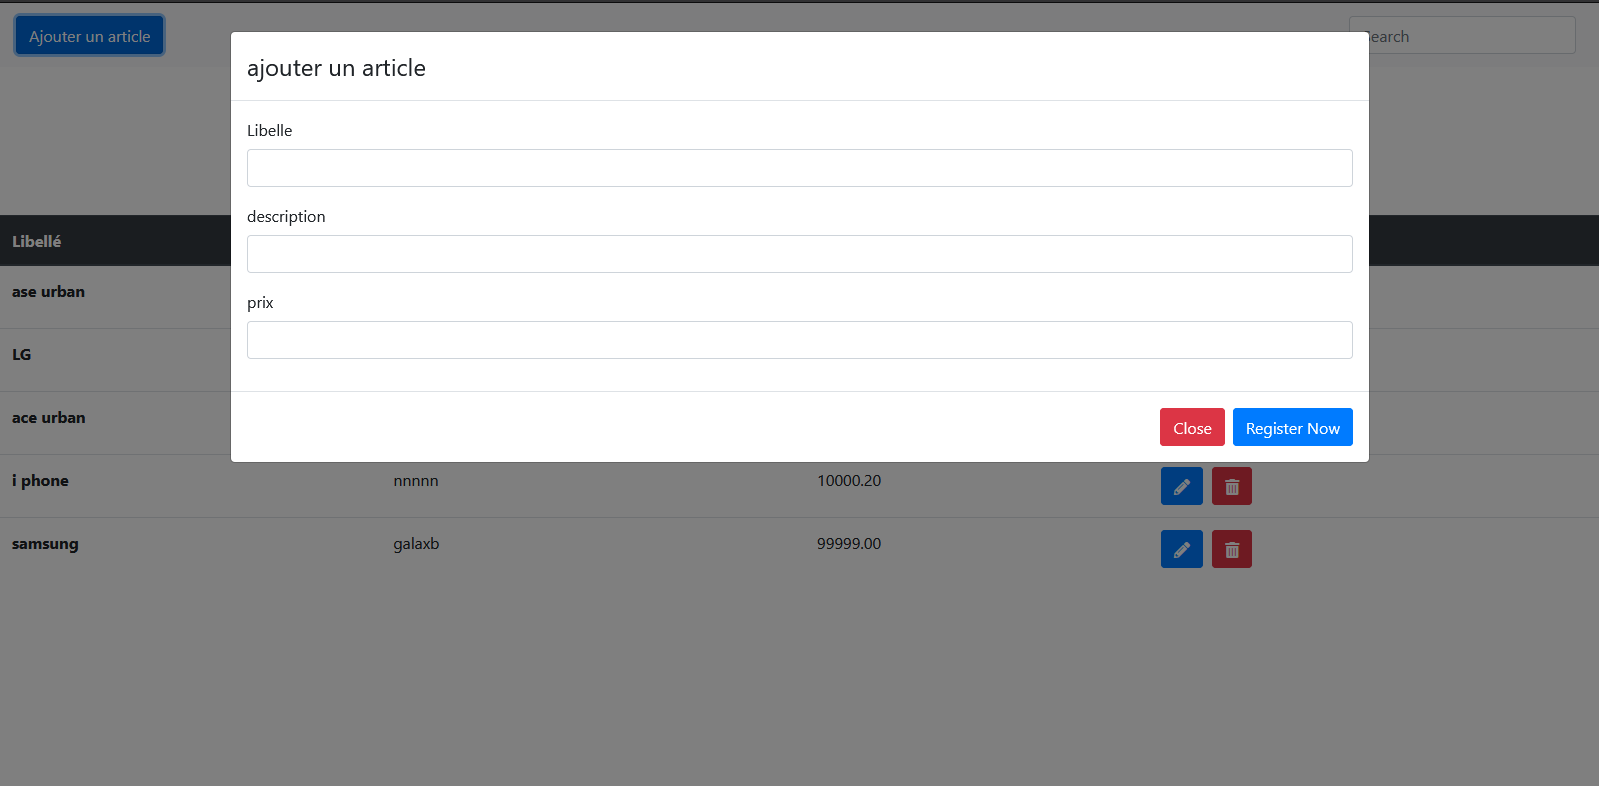 Ajouter un article
earch
ajouter un article
Libelle
description
prix
Close Register Now
Libellé
ase urban
LG
ace urban
i phone nnnnn 10000.20
samsung galaxb 99999.00